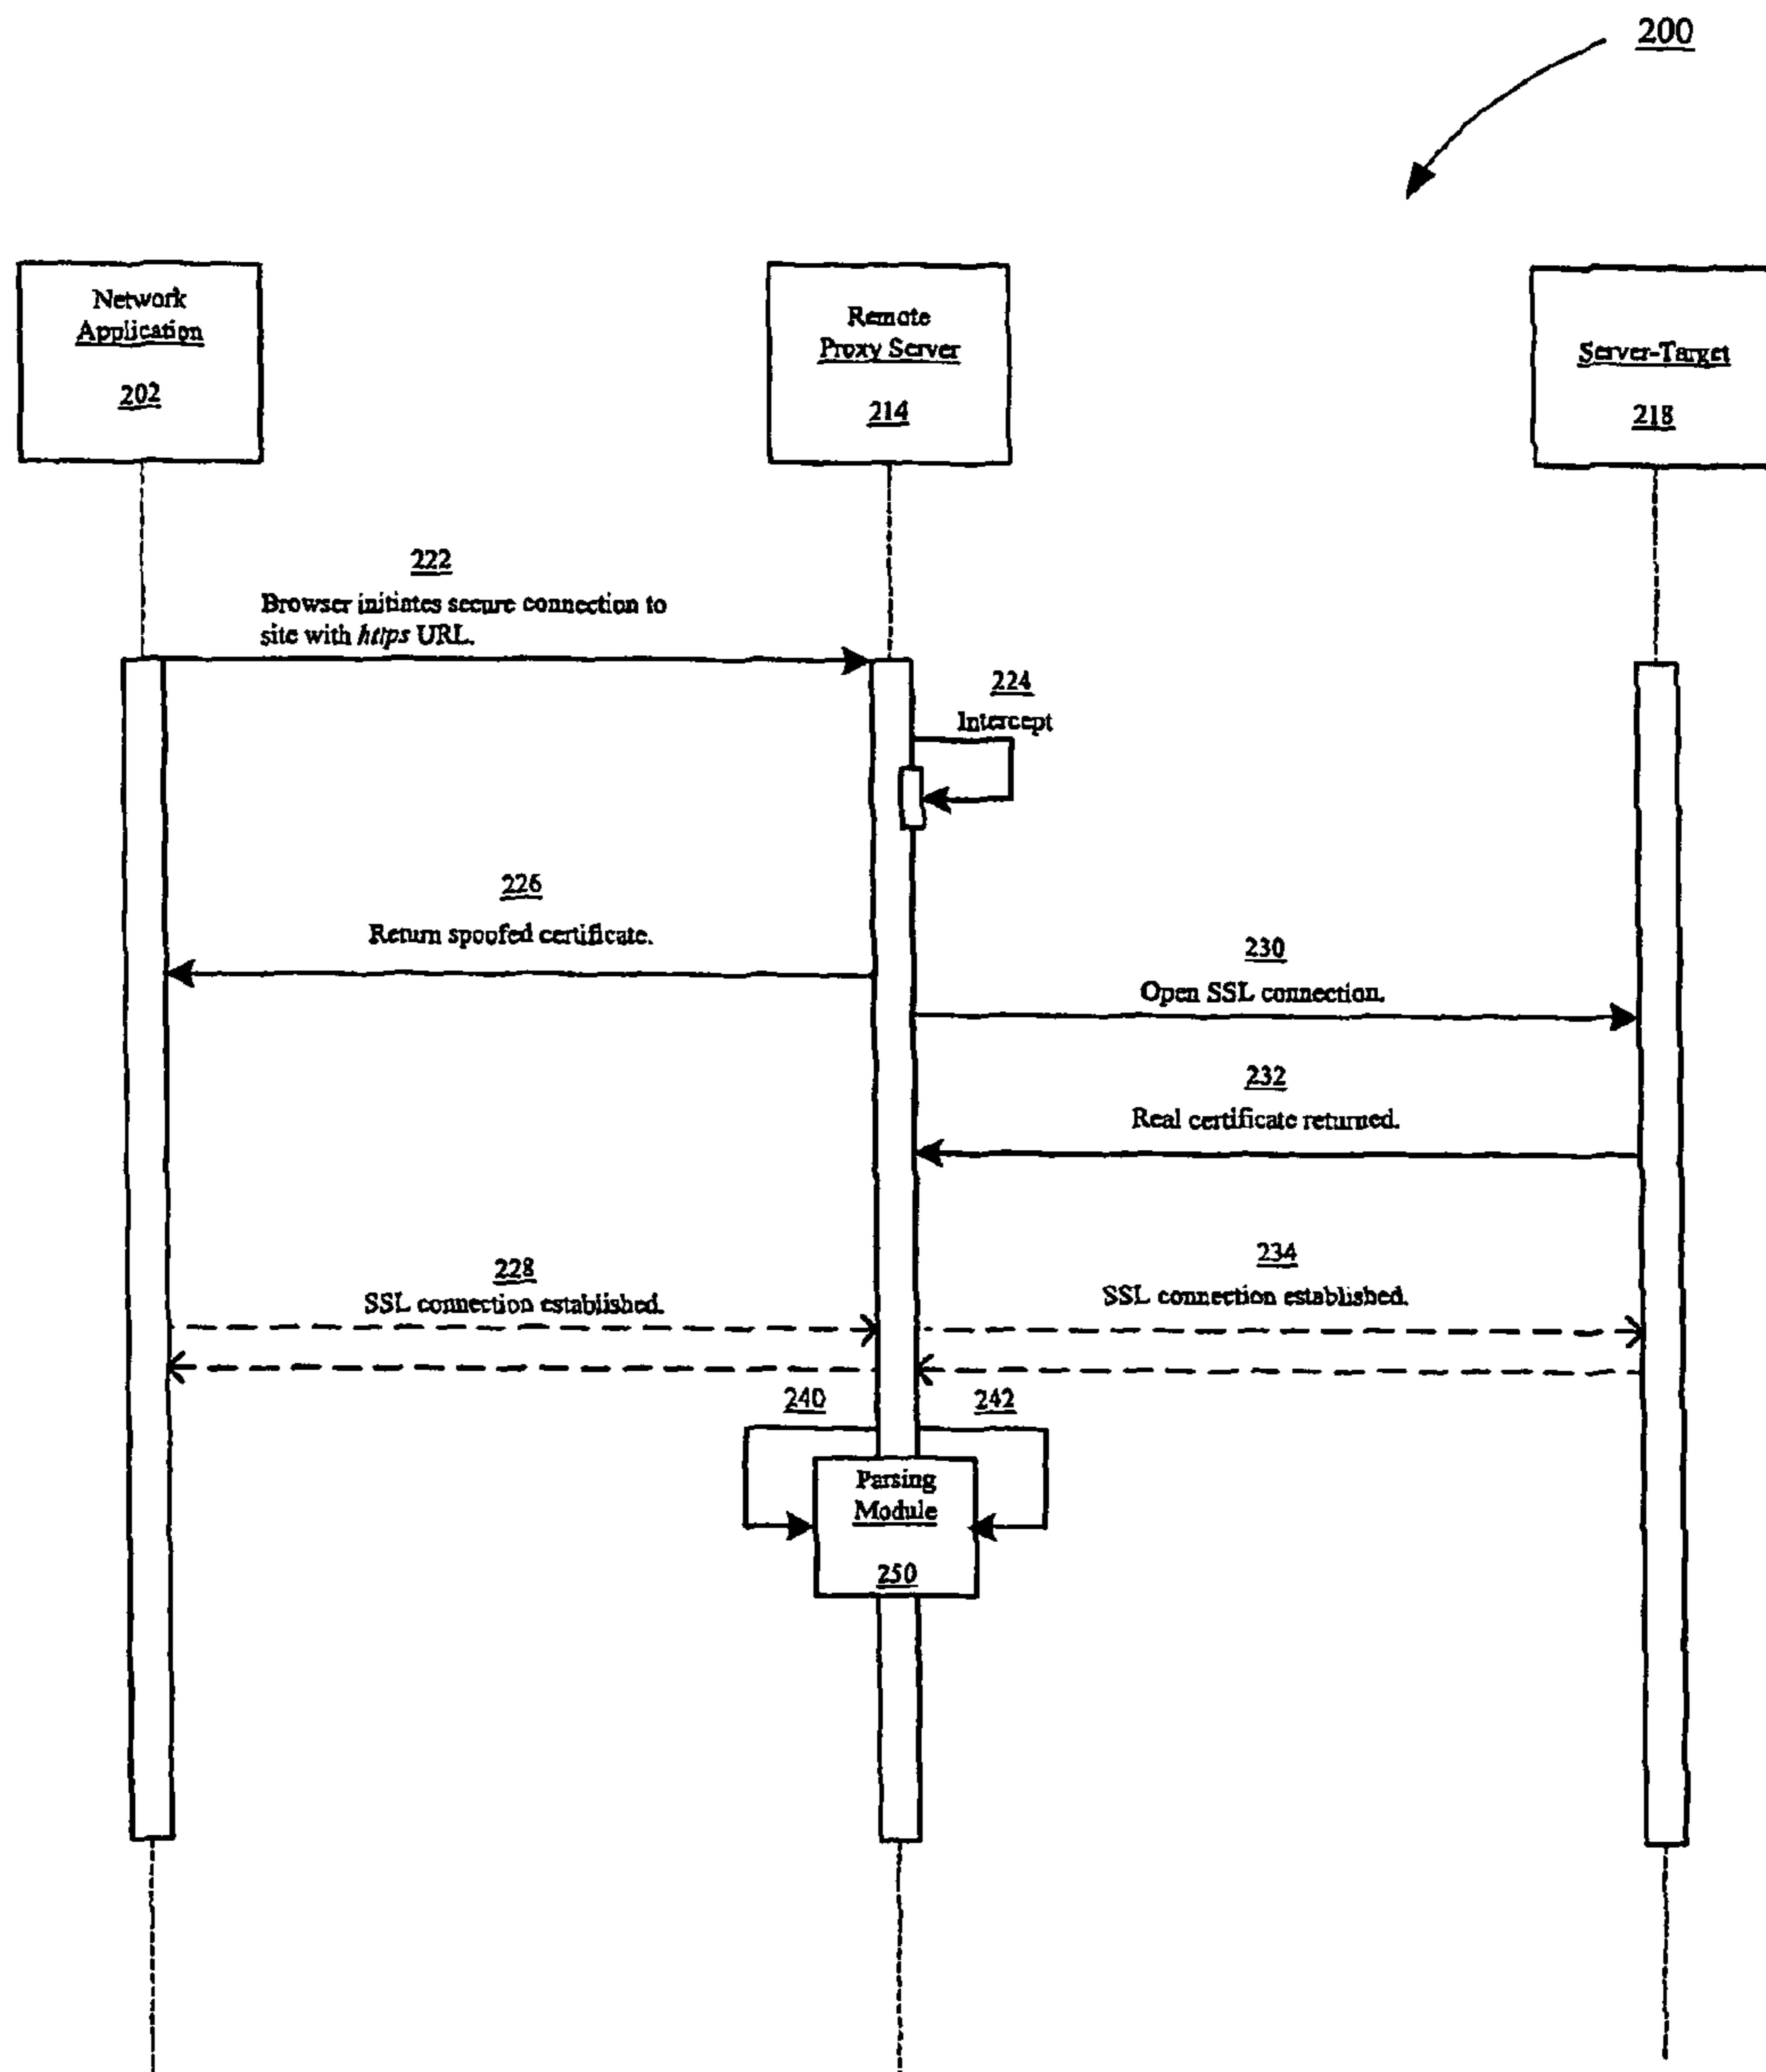 200
Network
Application
202
Remote
Proxy Server
214
Server-Target
218
222
Browser initiates secure connection to
site with https URL.
224
Intercept
226
Return spoofed certificate.
230
Open SSL connection.
232
Real certificate returned.
228
SSL connection established.
234
SSL connection established.
240
242
Parsing
Module
250